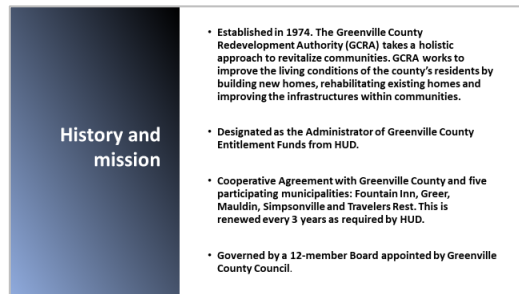 History and
mission
• Established in 1974. The Greenville County
Redevelopment Authority (GCRA) takes a holistic
approach to revitalize communities. GCRA works to
improve the living conditions of the county's residents by
building new homes, rehabilitating existing homes and
improving the infrastructures within communities.
• Designated as the Administrator of Greenville County
Entitlement Funds from HUD.
• Cooperative Agreement with Greenville County and five
participating municipalities: Fountain Inn, Greer,
Mauldin, Simpsonville and Travelers Rest. This is
renewed every 3 years as required by HUD.
• Governed by a 12-member Board appointed by Greenville
County Council.